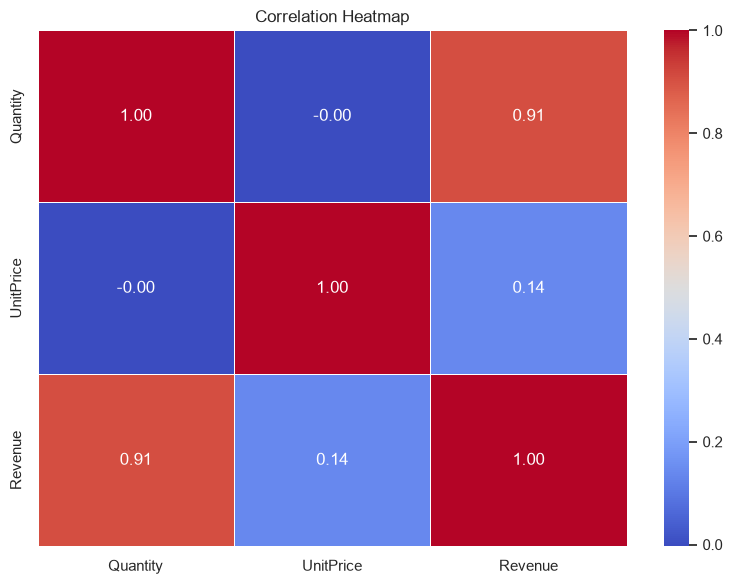 Correlation Heatmap
Quantity 1.00 -0.00 0.91
UnitPrice -0.00 1.00 0.14
Revenue 0.91 0.14 1.00
Quantity UnitPrice Revenue
1.0
0.8
0.6
0.4
0.2
0.0